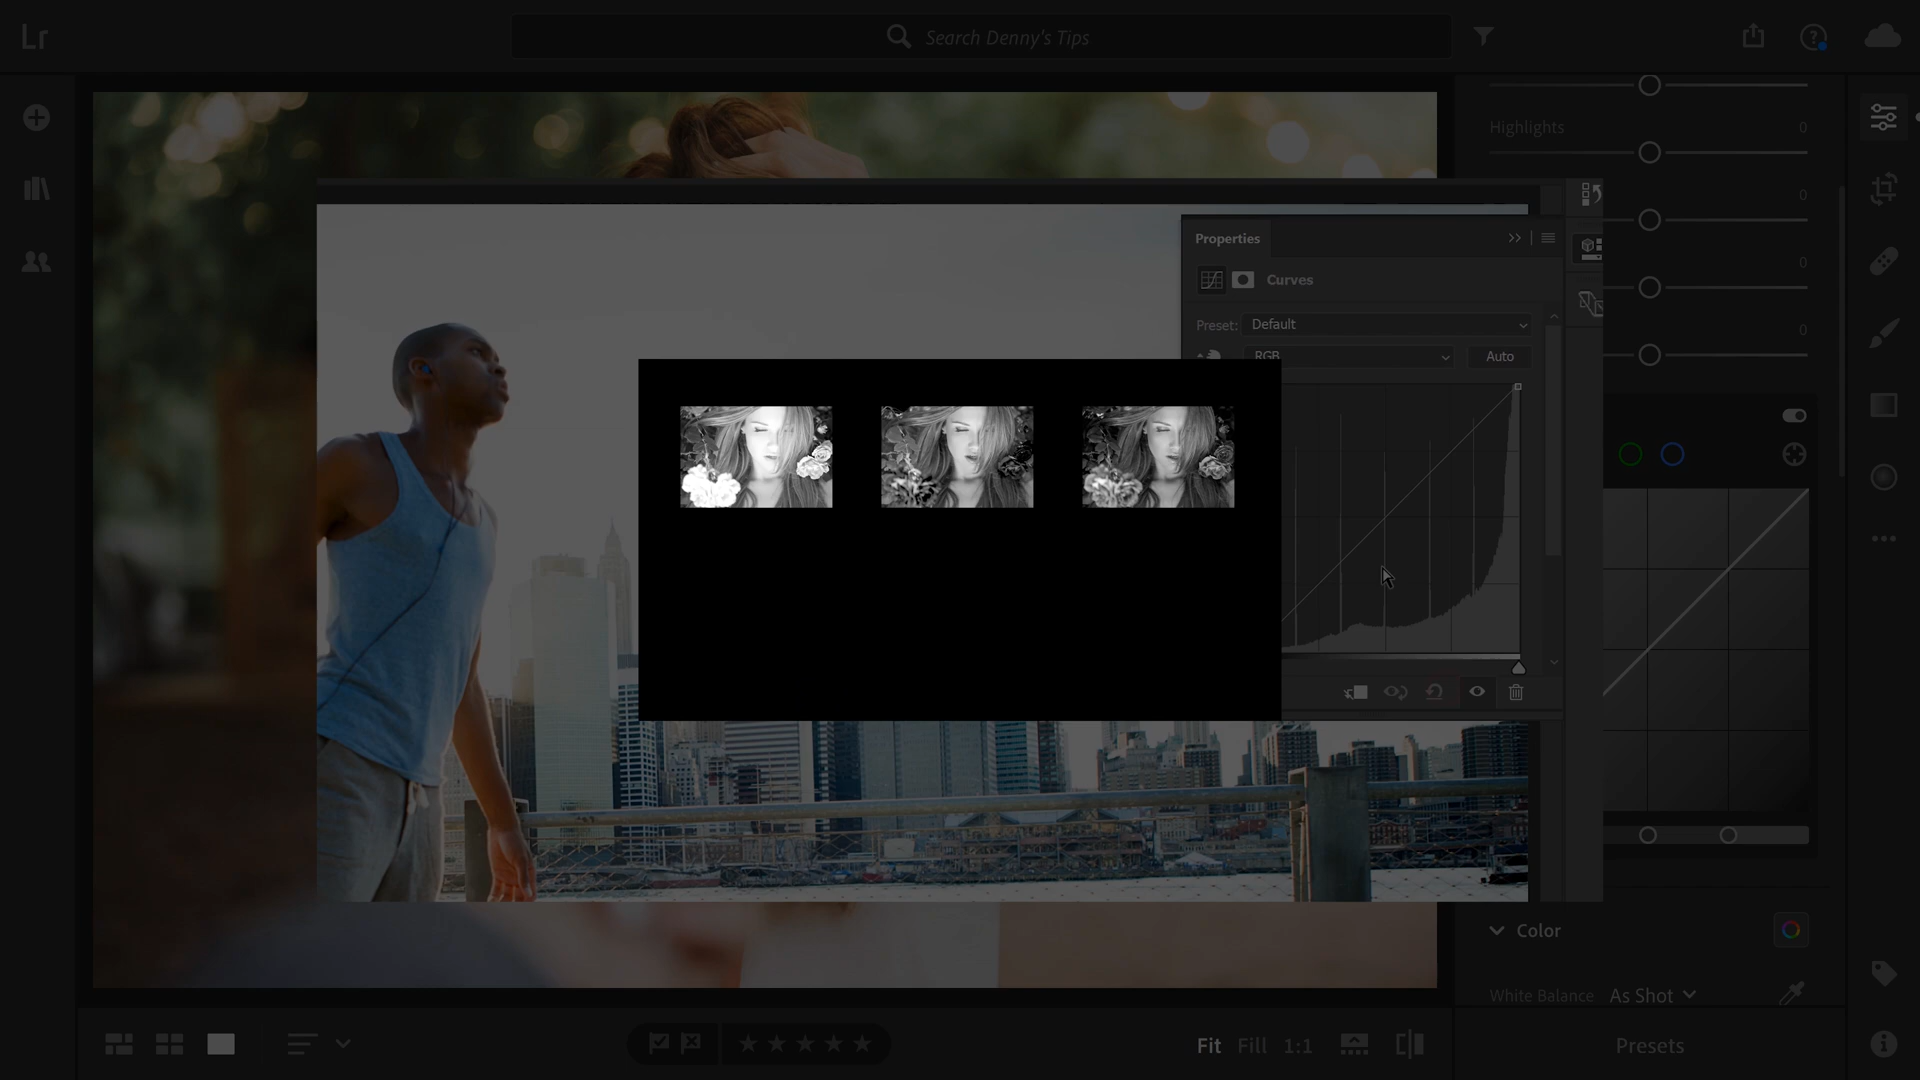 Lr
Search Denny's Tips
Highlights
0
0
0
0
Properties
Curves
Preset: Default
RGB
Auto
Color
White Balance As Shot
Fit Fill 1:1
Presets